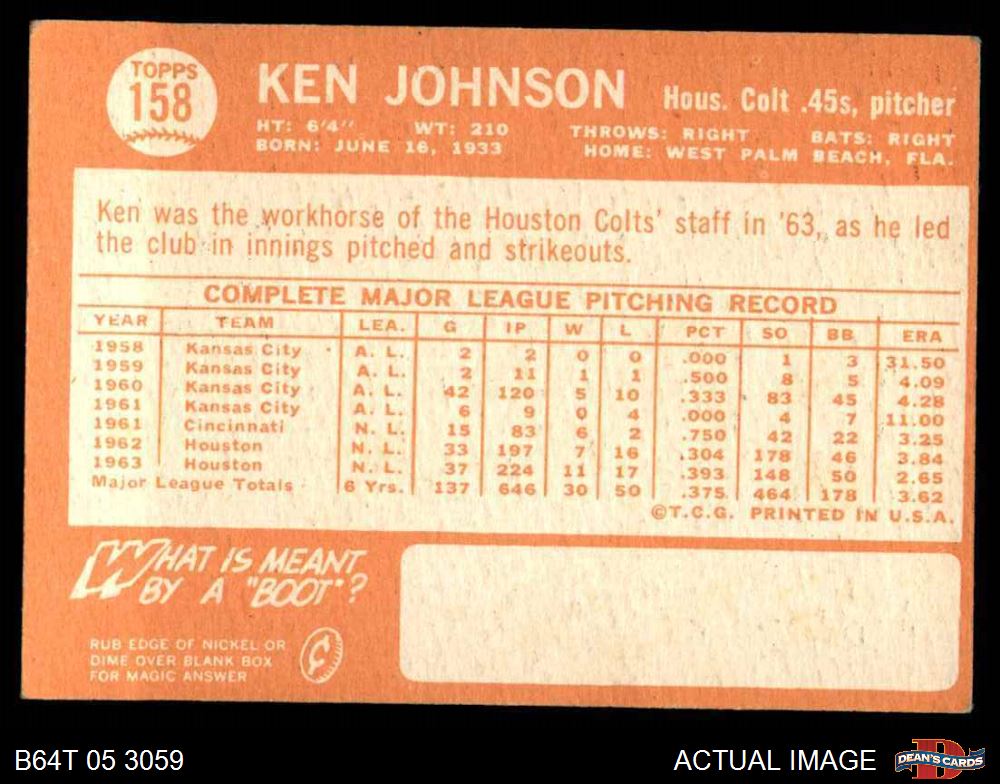 TOPPS
158
KEN JOHNSON Hous. Colt .45s, pitcher
HT: 6'4" WT: 210 THROWS: RIGHT BATS: RIGHT
BORN: JUNE 16, 1933 HOME: WEST PALM BEACH, FLA.
Ken was the workhorse of the Houston Colts' staff in '63, as he led
the club in innings pitched and strikeouts.
COMPLETE MAJOR LEAGUE PITCHING RECORD
YEAR TEAM LEA. G IP W L PCT SO BB ERA
1958 Kansas City A. L. 2 2 0 0 .000 1 3 31.50
1959 Kansas City A. L. 2 11 1 1 .500 8 5 4.09
1960 Kansas City A. L. 42 120 5 10 .333 83 45 4.28
1961 Kansas City A. L. 6 9 0 4 .000 4 7 11.00
1961 Cincinnati N. L. 15 83 6 2 .750 42 22 3.25
1962 Houston N. L. 33 197 7 16 .304 178 46 3.84
1963 Houston N. L. 37 224 11 17 .393 148 50 2.65
Major League Totals 6 Yrs. 137 646 30 50 .375 464 178 3.62
©T.C.G. PRINTED IN U.S.A.
WHAT IS MEANT
BY A "BOOT"?
RUB EDGE OF NICKEL OR
DIME OVER BLANK BOX
FOR MAGIC ANSWER
¢
B64T 05 3059 ACTUAL IMAGE
D
DEAN'S CARDS